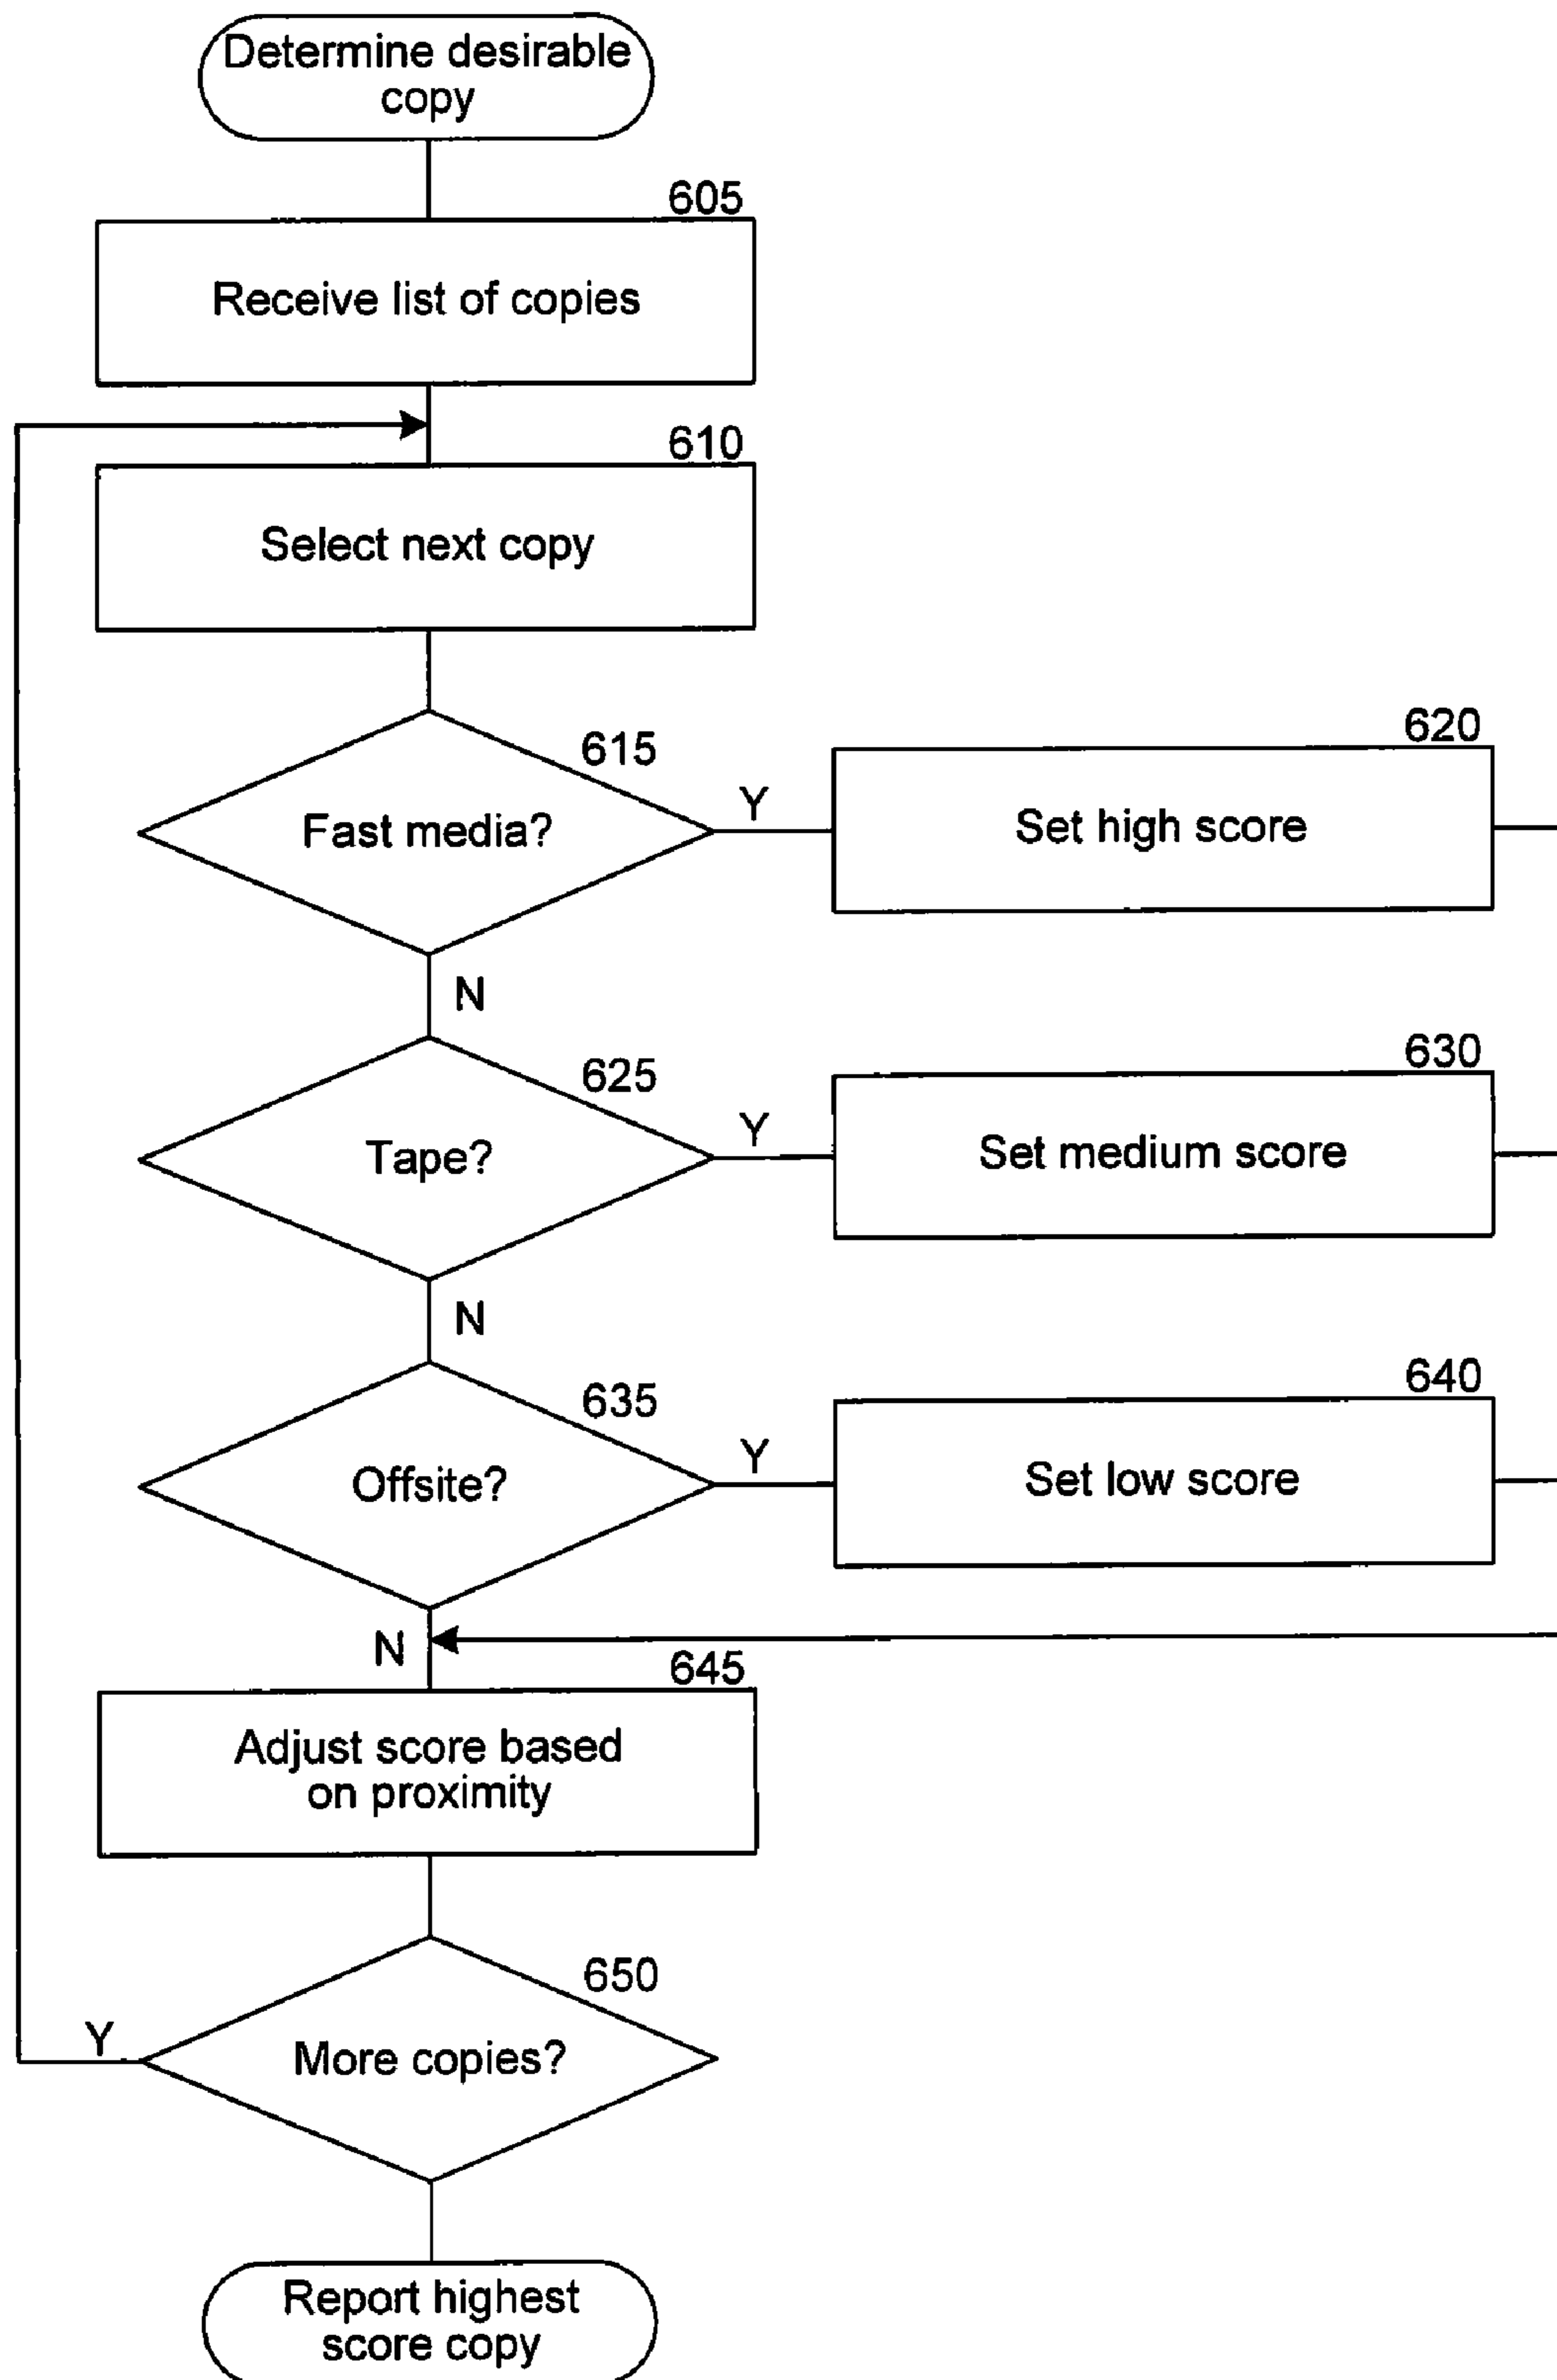 Determine desirable
copy
605
Receive list of copies
610
Select next copy
615
Fast media?
Y
620
Set high score
N
625
Tape?
Y
630
Set medium score
N
635
Offsite?
Y
640
Set low score
N
645
Adjust score based
on proximity
650
More copies?
Y
Report highest
score copy